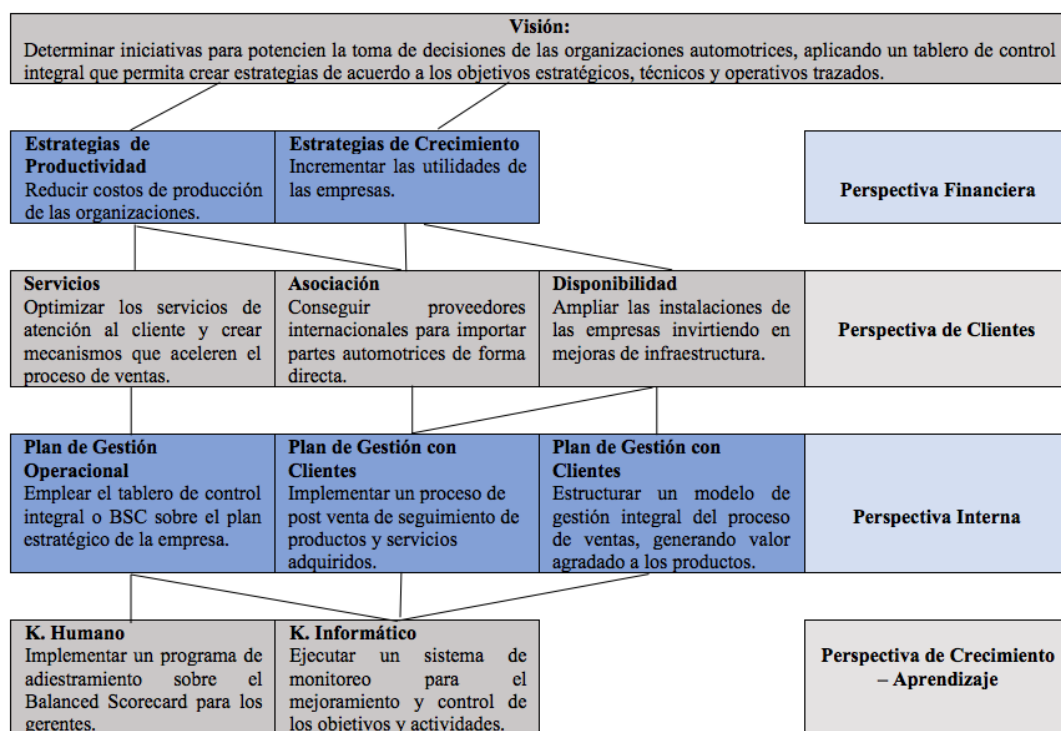 Visión:
Determinar iniciativas para potencien la toma de decisiones de las organizaciones automotrices, aplicando un tablero de control
integral que permita crear estrategias de acuerdo a los objetivos estratégicos, técnicos y operativos trazados.
Estrategias de
Productividad
Reducir costos de producción
de las organizaciones.
Estrategias de Crecimiento
Incrementar las utilidades de
las empresas.
Perspectiva Financiera
Servicios
Optimizar los servicios de
atención al cliente y crear
mecanismos que aceleren el
proceso de ventas.
Asociación
Conseguir proveedores
internacionales para importar
partes automotrices de forma
directa.
Disponibilidad
Ampliar las instalaciones de
las empresas invirtiendo en
mejoras de infraestructura.
Perspectiva de Clientes
Plan de Gestión
Operacional
Emplear el tablero de control
integral o BSC sobre el plan
estratégico de la empresa.
Plan de Gestión con
Clientes
Implementar un proceso de
post venta de seguimiento de
productos y servicios
adquiridos.
Plan de Gestión con
Clientes
Estructurar un modelo de
gestión integral del proceso
de ventas, generando valor
agradado a los productos.
Perspectiva Interna
K. Humano
Implementar un programa de
adiestramiento sobre el
Balanced Scorecard para los
gerentes.
K. Informático
Ejecutar un sistema de
monitoreo para el
mejoramiento y control de
los objetivos y actividades.
Perspectiva de Crecimiento
– Aprendizaje